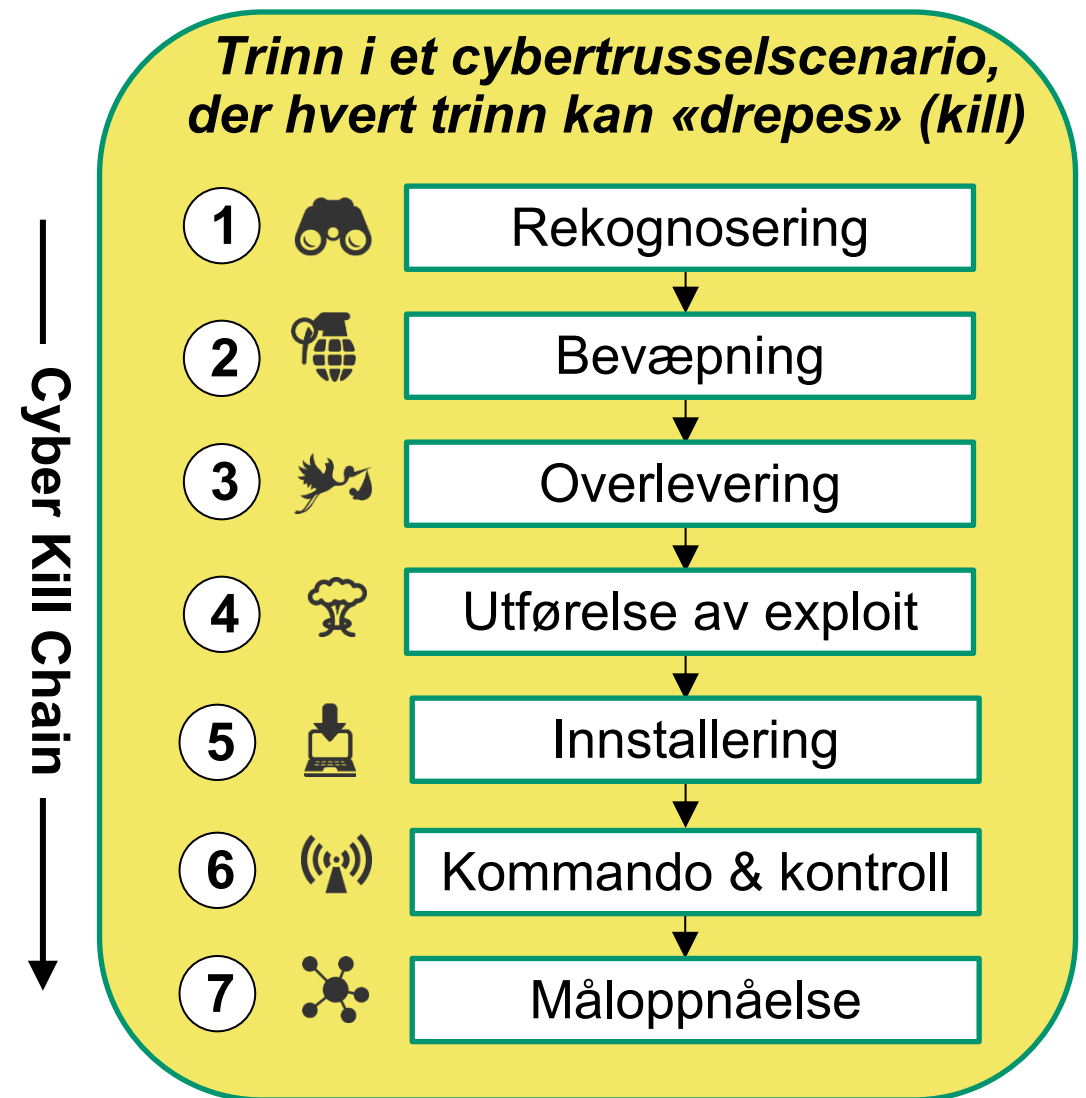 Trinn i et cybertrusselscenario,
der hvert trinn kan «drepes» (kill)
Cyber Kill Chain
1 Rekognosering
2 Bevæpning
3 Overlevering
4 Utførelse av exploit
5 Innstallering
6 Kommando & kontroll
7 Måloppnåelse